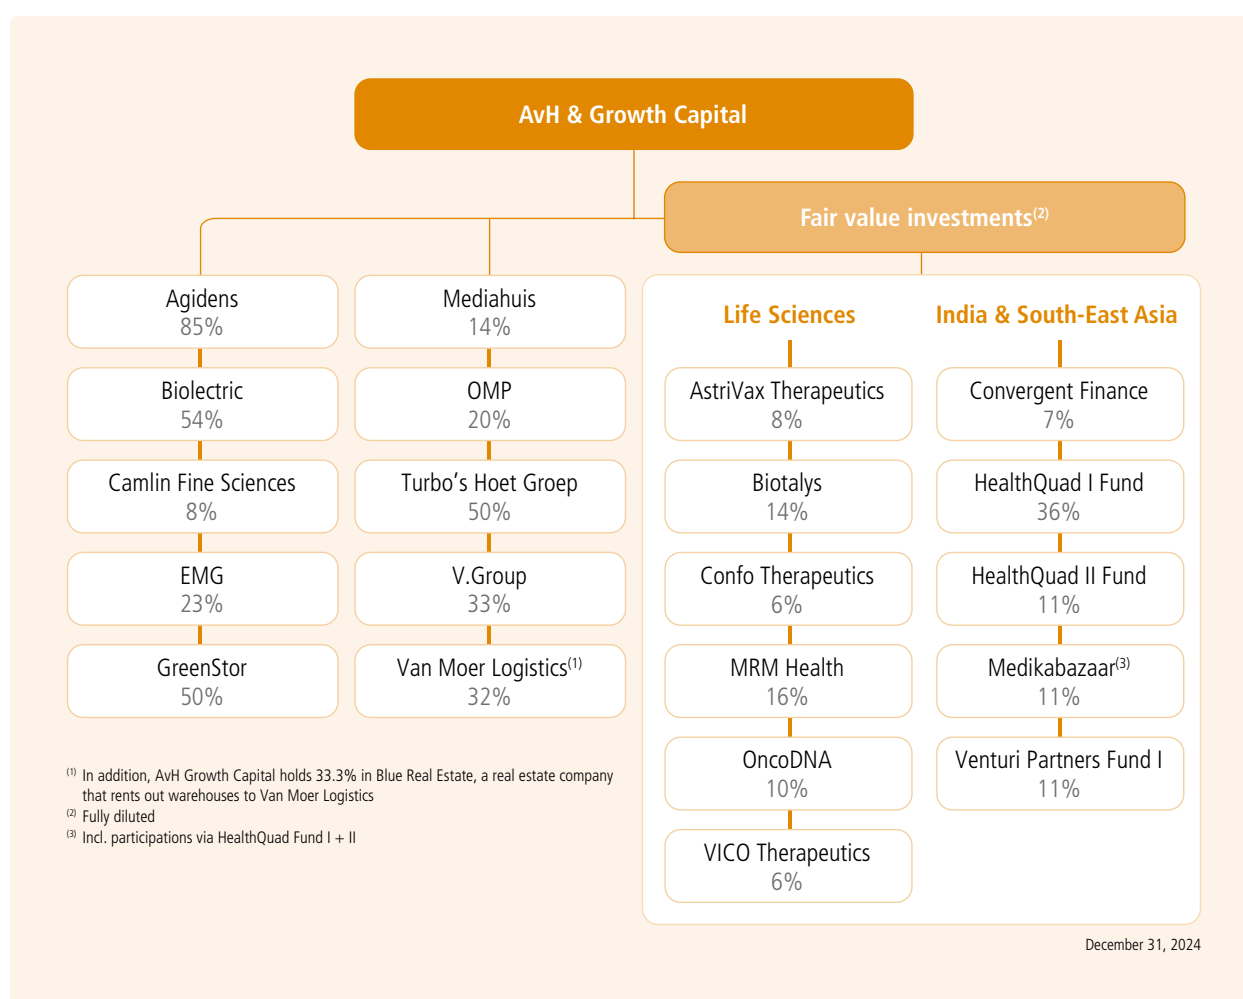 AvH & Growth Capital
Fair value investments(2)
Agidens
85%
Biolectric
54%
Camlin Fine Sciences
8%
EMG
23%
GreenStor
50%
Mediahuis
14%
OMP
20%
Turbo’s Hoet Groep
50%
V.Group
33%
Van Moer Logistics(1)
32%
Life Sciences
AstriVax Therapeutics
8%
Biotalys
14%
Confo Therapeutics
6%
MRM Health
16%
OncoDNA
10%
VICO Therapeutics
6%
India & South-East Asia
Convergent Finance
7%
HealthQuad I Fund
36%
HealthQuad II Fund
11%
Medikabazaar(3)
11%
Venturi Partners Fund I
11%
(1) In addition, AvH Growth Capital holds 33.3% in Blue Real Estate, a real estate company
that rents out warehouses to Van Moer Logistics
(2) Fully diluted
(3) Incl. participations via HealthQuad Fund I + II
December 31, 2024